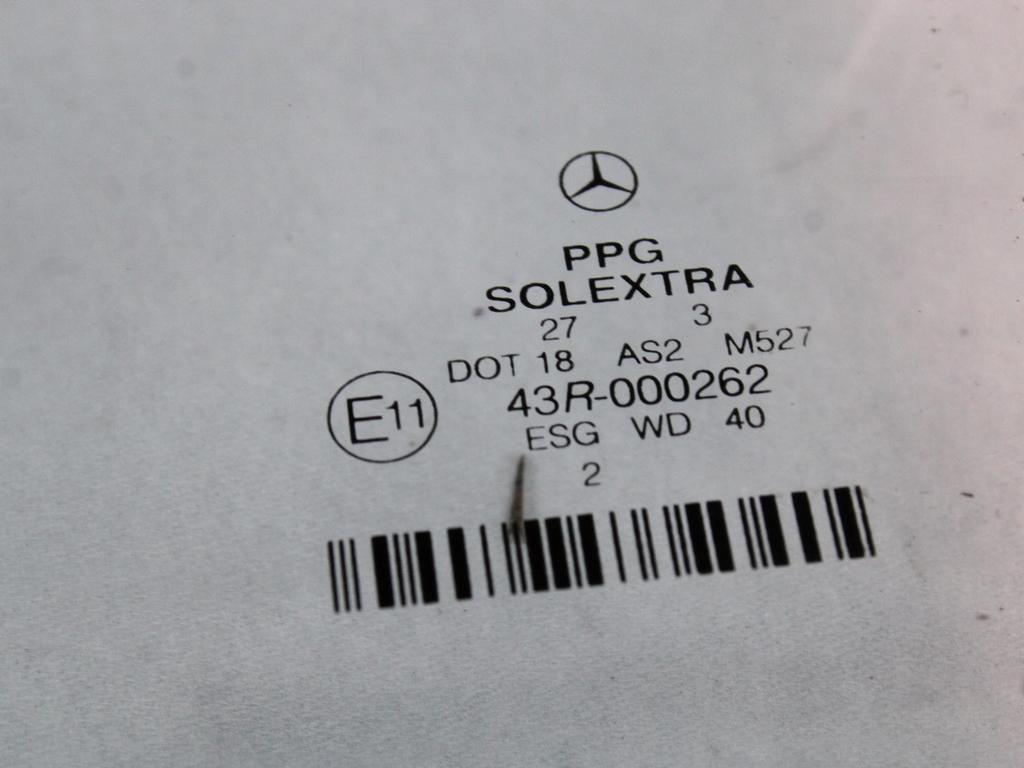 PPG
SOLEXTRA
27 3
DOT 18 AS2 M527
E11 43R-000262
ESG WD 40
2